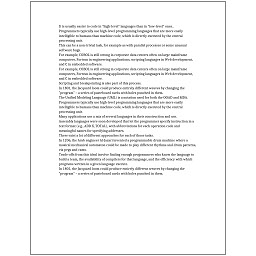 It is usually easier to code in "high-level" languages than in "low-level" ones.
Programmers typically use high-level programming languages that are more easily
intelligible to humans than machine code, which is directly executed by the central
processing unit.
This can be a non-trivial task, for example as with parallel processes or some unusual
software bugs.
For example, COBOL is still strong in corporate data centers often on large mainframe
computers, Fortran in engineering applications, scripting languages in Web development,
and C in embedded software.
For example, COBOL is still strong in corporate data centers often on large mainframe
computers, Fortran in engineering applications, scripting languages in Web development,
and C in embedded software.
Scripting and breakpointing is also part of this process.
In 1801, the Jacquard loom could produce entirely different weaves by changing the
"program" – a series of pasteboard cards with holes punched in them.
The Unified Modeling Language (UML) is a notation used for both the OOAD and MDA.
Programmers typically use high-level programming languages that are more easily
intelligible to humans than machine code, which is directly executed by the central
processing unit.
Many applications use a mix of several languages in their construction and use.
Assembly languages were soon developed that let the programmer specify instruction in a
text format (e.g., ADD X, TOTAL), with abbreviations for each operation code and
meaningful names for specifying addresses.
There exist a lot of different approaches for each of those tasks.
In 1206, the Arab engineer Al-Jazari invented a programmable drum machine where a
musical mechanical automaton could be made to play different rhythms and drum patterns,
via pegs and cams.
Trade-offs from this ideal involve finding enough programmers who know the language to
build a team, the availability of compilers for that language, and the efficiency with which
programs written in a given language execute.
In 1801, the Jacquard loom could produce entirely different weaves by changing the
"program" – a series of pasteboard cards with holes punched in them.